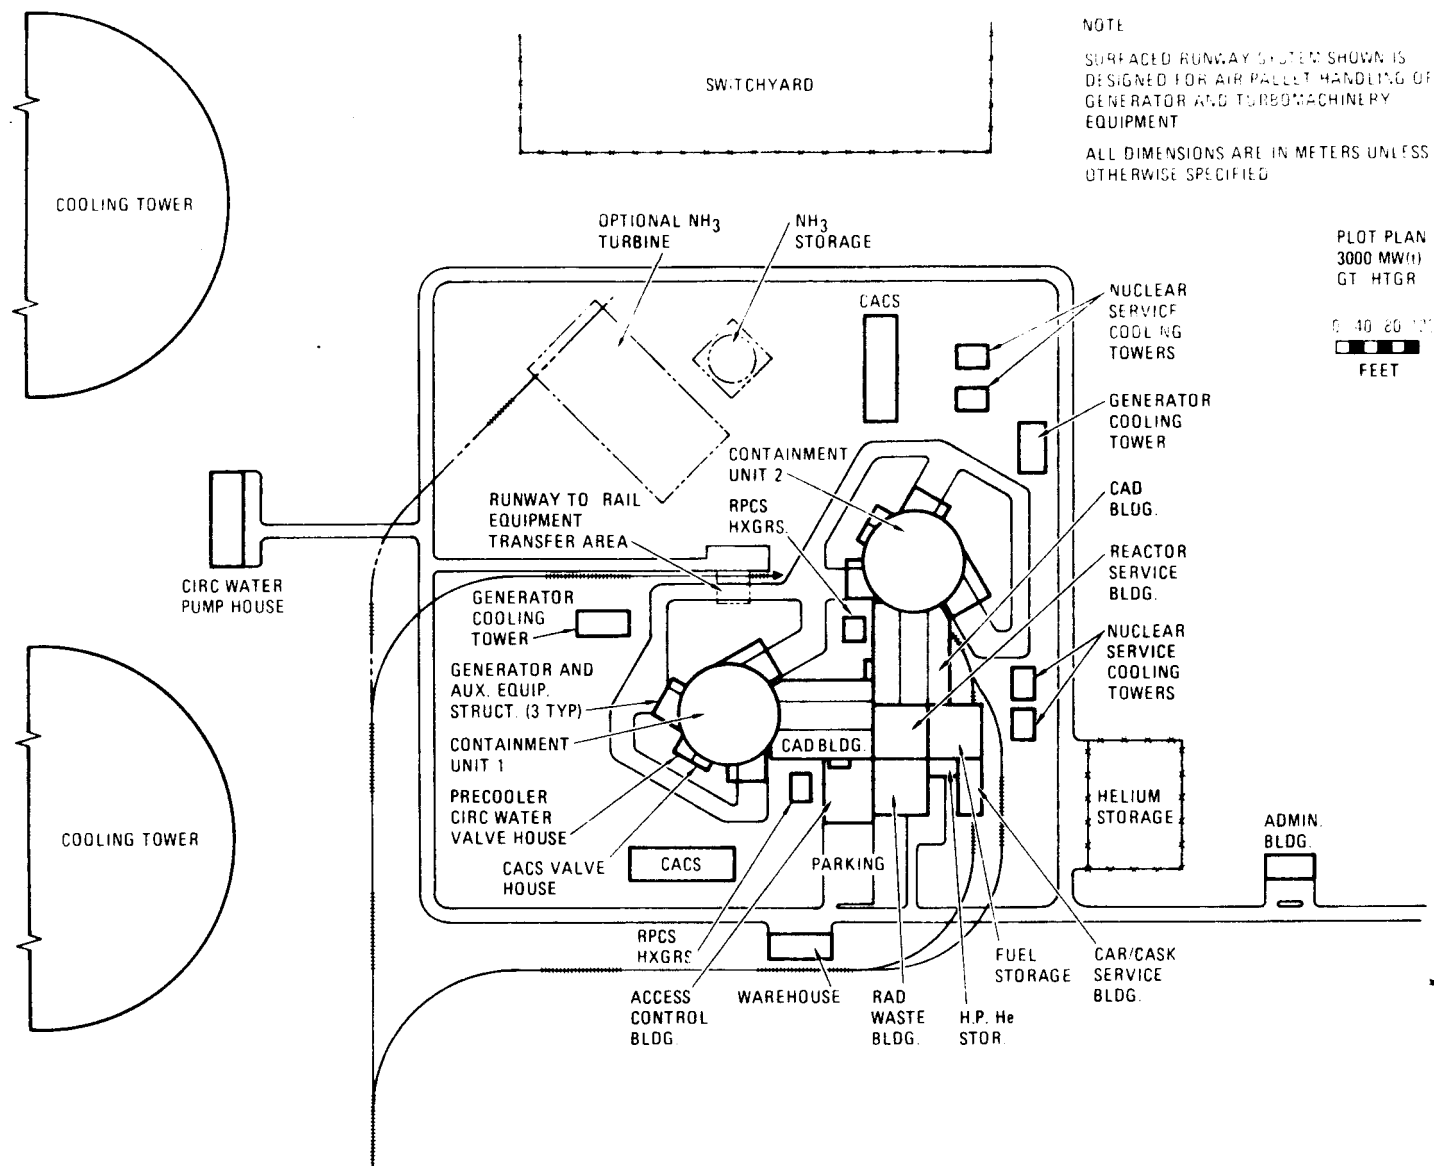 NOTE
SURFACED RUNWAY SYSTEM SHOWN IS
DESIGNED FOR AIR PALLET HANDLING OF
GENERATOR AND TURBOMACHINERY
EQUIPMENT
ALL DIMENSIONS ARE IN METERS UNLESS
OTHERWISE SPECIFIED
SWITCHYARD
COOLING TOWER
OPTIONAL NH3
TURBINE
NH3
STORAGE
PLOT PLAN
3000 MW(t)
GT HTGR
0 40 80
FEET
CACS
NUCLEAR
SERVICE
COOLING
TOWERS
GENERATOR
COOLING
TOWER
CONTAINMENT
UNIT 2
CAD
BLDG.
RUNWAY TO RAIL
EQUIPMENT
TRANSFER AREA
RPCS
HXGRS.
REACTOR
SERVICE
BLDG.
CIRC WATER
PUMP HOUSE
GENERATOR
COOLING
TOWER
NUCLEAR
SERVICE
COOLING
TOWERS
GENERATOR AND
AUX. EQUIP.
STRUCT. (3 TYP)
CONTAINMENT
UNIT 1
CAD BLDG.
PRECOOLER
CIRC WATER
VALVE HOUSE
HELIUM
STORAGE
ADMIN.
BLDG.
COOLING TOWER
CACS VALVE
HOUSE
CACS
PARKING
RPCS
HXGRS
FUEL
STORAGE
CAR/CASK
SERVICE
BLDG.
ACCESS
CONTROL
BLDG.
WAREHOUSE
RAD
WASTE
BLDG.
H.P. He
STOR.